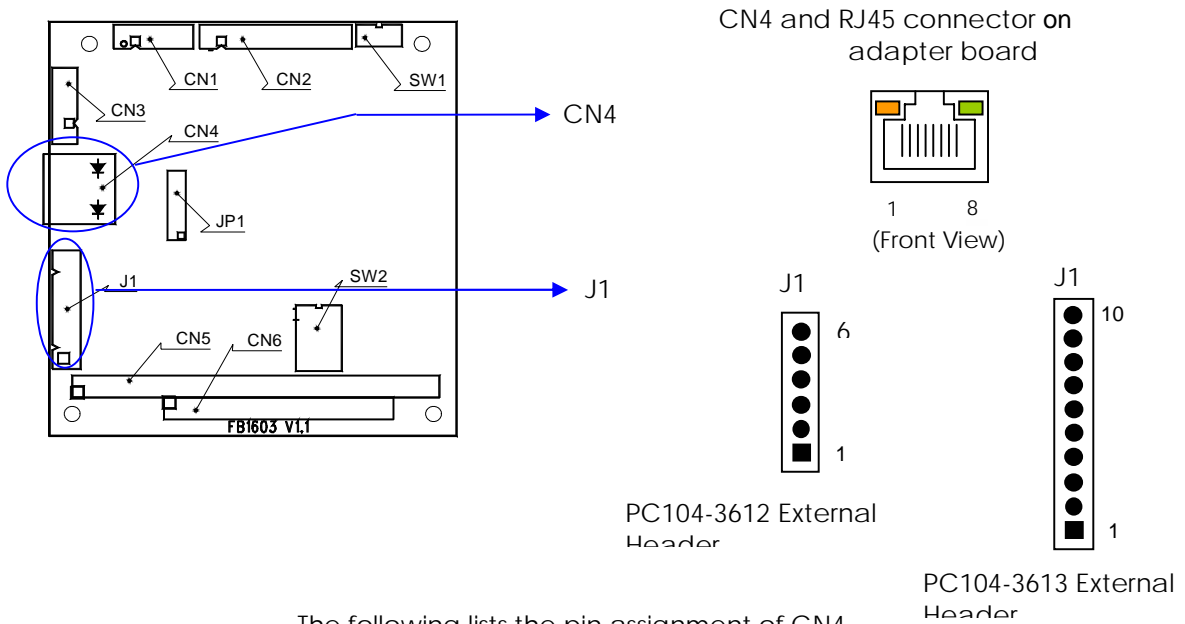 CN4 and RJ45 connector on
adapter board
CN1
CN2
SW1
CN3
CN4
CN4
JP1
1 8
(Front View)
J1
SW2
J1
J1
J1
10
6
CN5
CN6
1
1
FB1603 V1.1
PC104-3612 External
Header
PC104-3613 External
Header
The following lists the pin assignment of CN4